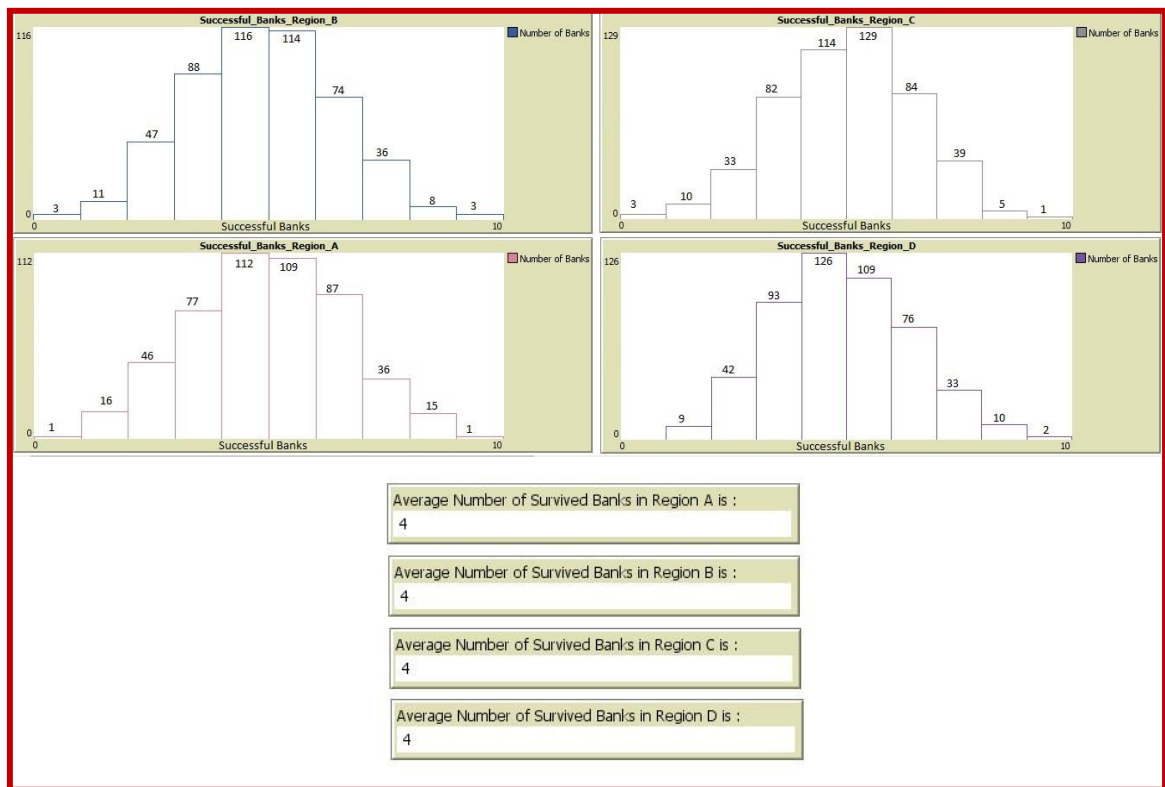 Successful_Banks_Region_B
116
Number of Banks
3 11 47 88 116 114 74 36 8 3
0
0 Successful Banks 10
Successful_Banks_Region_C
129
Number of Banks
3 10 33 82 114 129 84 39 5 1
0
0 Successful Banks 10
Successful_Banks_Region_A
112
Number of Banks
1 16 46 77 112 109 87 36 15 1
0
0 Successful Banks 10
Successful_Banks_Region_D
126
Number of Banks
9 42 93 126 109 76 33 10 2
0
0 Successful Banks 10
Average Number of Survived Banks in Region A is :
4
Average Number of Survived Banks in Region B is :
4
Average Number of Survived Banks in Region C is :
4
Average Number of Survived Banks in Region D is :
4